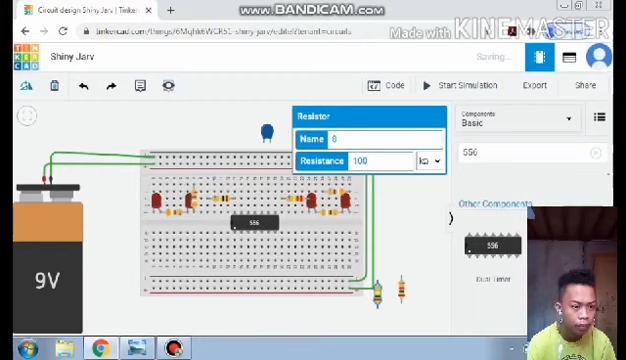 www.BANDICAM.com
Circuit design Shiny Jarv
Made with KINEMASTER
Shiny Jarv
Saving...
Code
Start Simulation
Export
Share
Resistor
Name 8
Resistance 100 kΩ
Components
Basic
556
Other Components
556
Dual Timer
556
9V